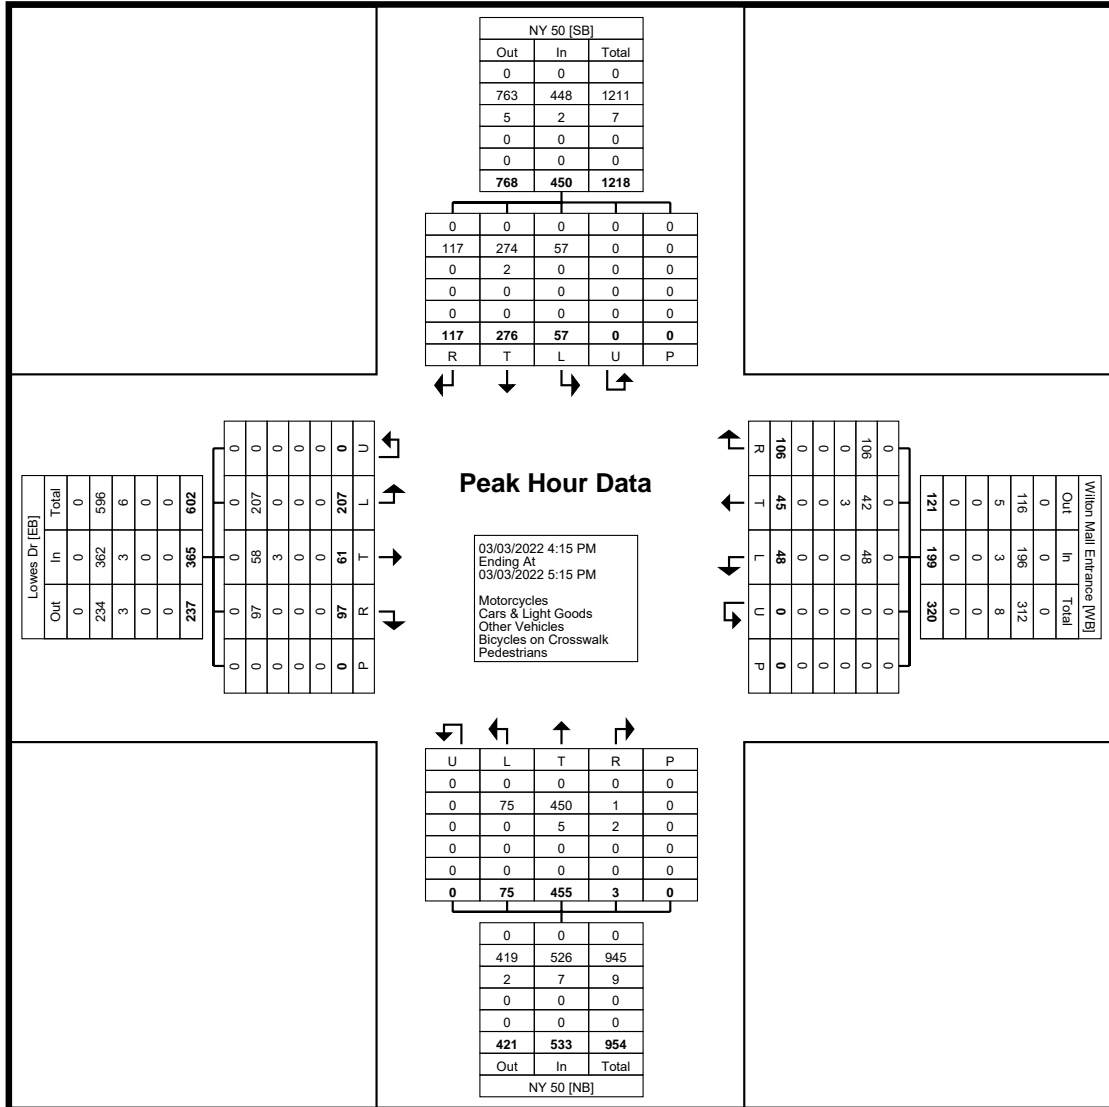 NY 50 [SB]
Out In Total
0 0 0
763 448 1211
5 2 7
0 0 0
0 0 0
768 450 1218
0 0 0 0 0
117 274 57 0 0
0 2 0 0 0
0 0 0 0 0
0 0 0 0 0
117 276 57 0 0
R T L U P
Lowes Dr [EB]
Total In Out
0 0 0
596 362 234
6 3 3
0 0 0
0 0 0
602 365 237
0 0 0 0 0
0 207 58 97 0
0 0 3 0 0
0 0 0 0 0
0 0 0 0 0
0 207 61 97 0
U L T R P
Peak Hour Data
03/03/2022 4:15 PM
Ending At
03/03/2022 5:15 PM
Motorcycles
Cars & Light Goods
Other Vehicles
Bicycles on Crosswalk
Pedestrians
Wilton Mall Entrance [WB]
Out In Total
0 0 0
116 196 312
5 3 8
0 0 0
0 0 0
121 199 320
0 0 0 0 0
106 42 48 0 0
0 3 0 0 0
0 0 0 0 0
0 0 0 0 0
106 45 48 0 0
R T L U P
U L T R P
0 0 0 0 0
0 75 450 1 0
0 0 5 2 0
0 0 0 0 0
0 0 0 0 0
0 75 455 3 0
0 0 0
419 526 945
2 7 9
0 0 0
0 0 0
421 533 954
Out In Total
NY 50 [NB]